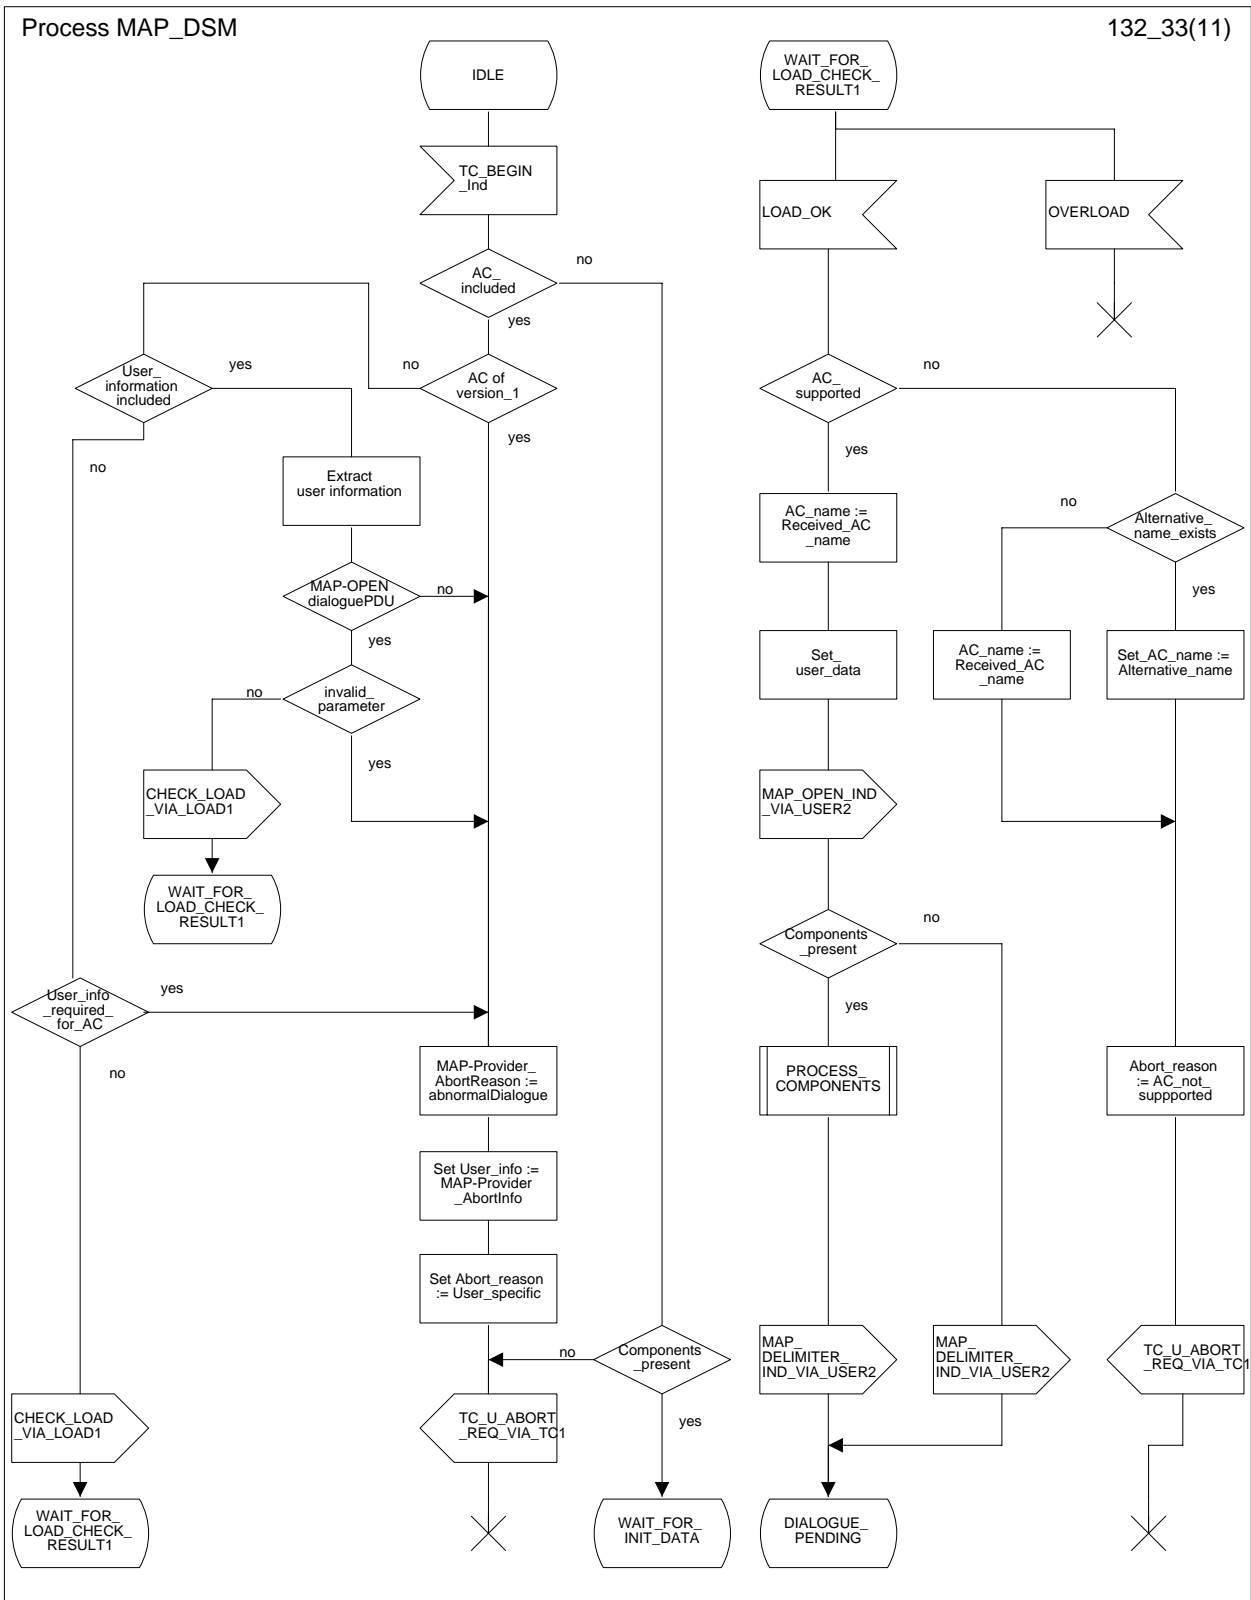 Process MAP_DSM
132_33(11)
IDLE
TC_BEGIN
_Ind
AC_
included
no
yes
AC of
version_1
no
yes
User_
information
included
yes
no
Extract
user information
MAP-OPEN
dialoguePDU
no
yes
invalid_
parameter
no
yes
CHECK_LOAD
_VIA_LOAD1
WAIT_FOR_
LOAD_CHECK_
RESULT1
User_info
_required_
for_AC
yes
no
MAP-Provider_
AbortReason :=
abnormalDialogue
Set User_info :=
MAP-Provider
_AbortInfo
Set Abort_reason
:= User_specific
Components
_present
no
yes
TC_U_ABORT
_REQ_VIA_TC1
CHECK_LOAD
_VIA_LOAD1
WAIT_FOR_
LOAD_CHECK_
RESULT1
WAIT_FOR_
INIT_DATA
WAIT_FOR_
LOAD_CHECK_
RESULT1
LOAD_OK
OVERLOAD
AC_
supported
no
yes
AC_name :=
Received_AC
_name
Alternative_
name_exists
no
yes
Set_
user_data
AC_name :=
Received_AC
_name
Set_AC_name :=
Alternative_name
MAP_OPEN_IND
_VIA_USER2
Components
_present
no
yes
PROCESS_
COMPONENTS
Abort_reason
:= AC_not_
suppported
MAP_
DELIMITER_
IND_VIA_USER2
MAP_
DELIMITER_
IND_VIA_USER2
TC_U_ABORT
_REQ_VIA_TC1
DIALOGUE_
PENDING